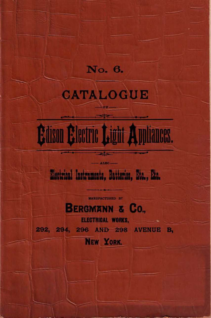 No. 6.
CATALOGUE
OF
Edison Electric Light Appliances.
AND
Electrical Instruments, Batteries, Etc., Etc.
MANUFACTURED BY
BERGMANN & CO.,
ELECTRICAL WORKS,
292, 294, 296 AND 298 AVENUE B,
NEW YORK.